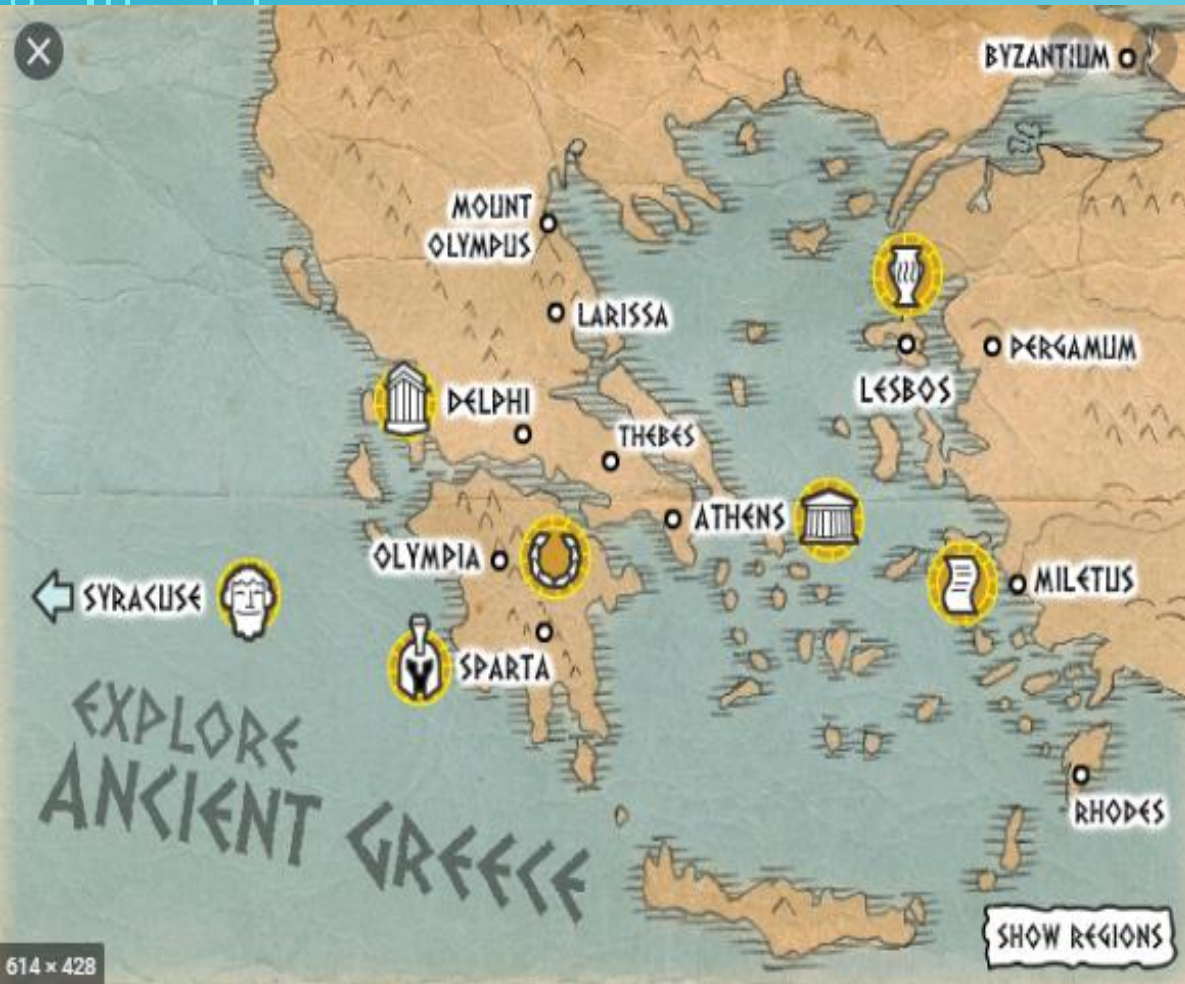 BYZANTIUM
MOUNT
OLYMPUS
LARISSA
PERGAMUM
LESBOS
DELPHI
THEBES
ATHENS
OLYMPIA
MILETUS
SYRACUSE
SPARTA
EXPLORE
ANCIENT GREECE
RHODES
SHOW REGIONS
614 × 428